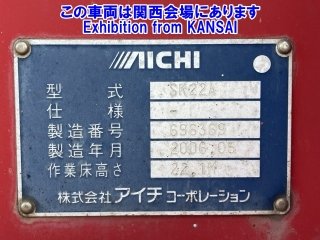 この車両は関西会場にあります
Exhibition from KANSAI
AICHI
型式 SK22A
仕様 -
製造番号 686369
製造年月 2006.05
作業床高さ 22.1M
株式会社 アイチ コーポレーション